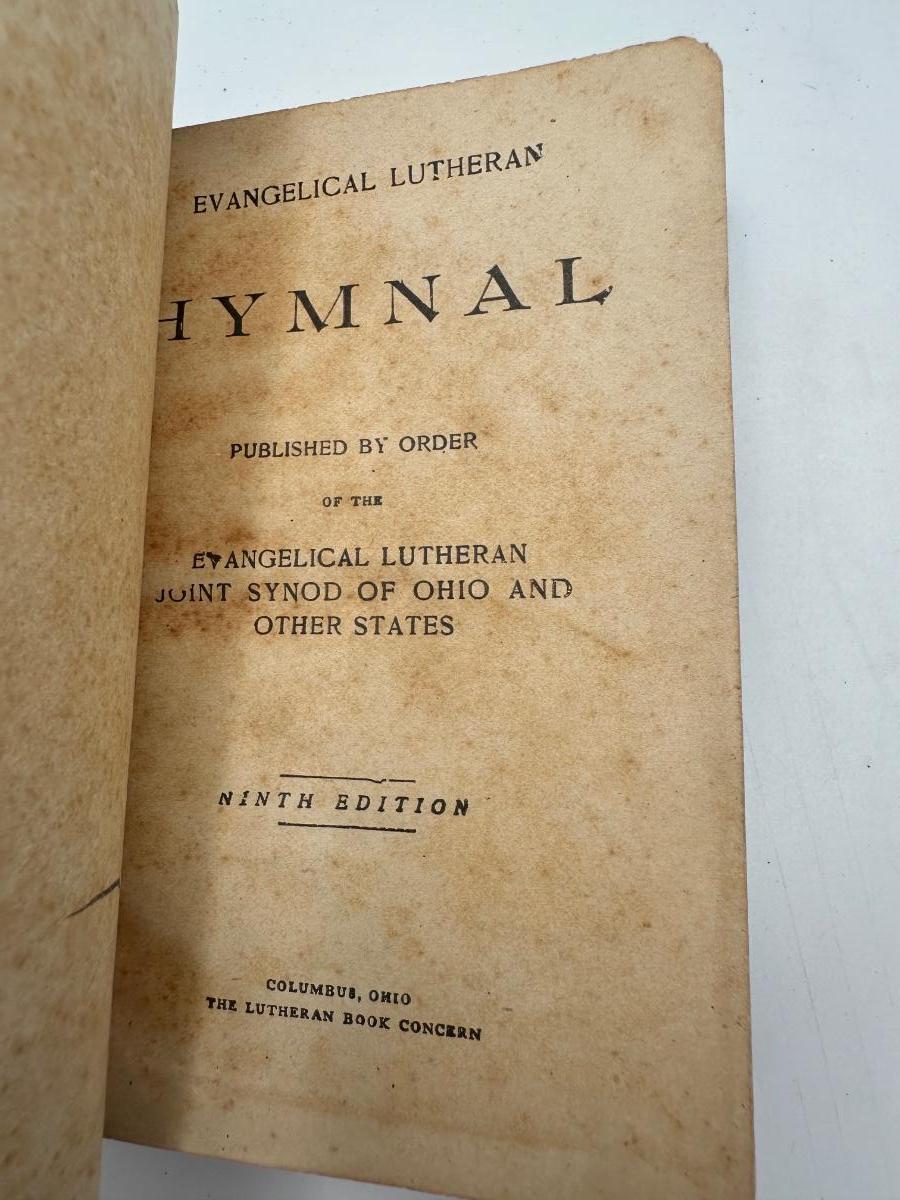 EVANGELICAL LUTHERAN
HYMNAL
PUBLISHED BY ORDER
OF THE
EVANGELICAL LUTHERAN
JOINT SYNOD OF OHIO AND
OTHER STATES
NINTH EDITION
COLUMBUS, OHIO
THE LUTHERAN BOOK CONCERN